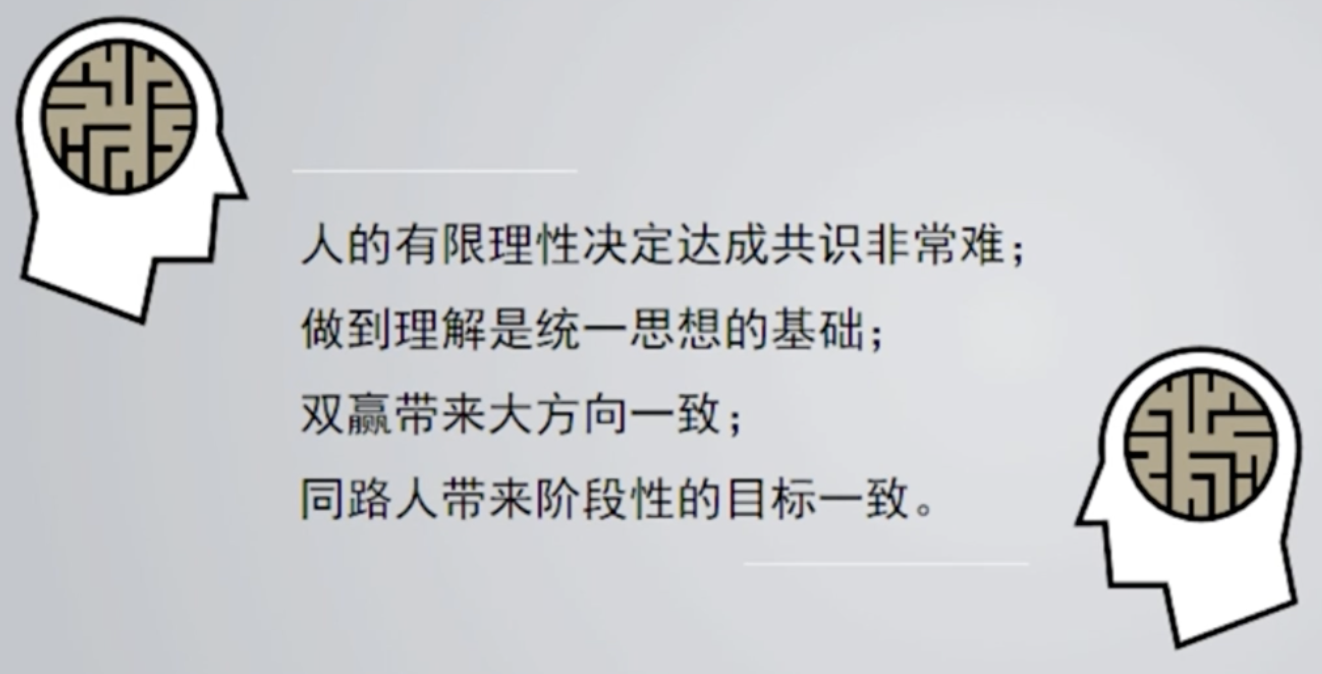 人的有限理性决定达成共识非常难；
做到理解是统一思想的基础；
双赢带来大方向一致；
同路人带来阶段性的目标一致。